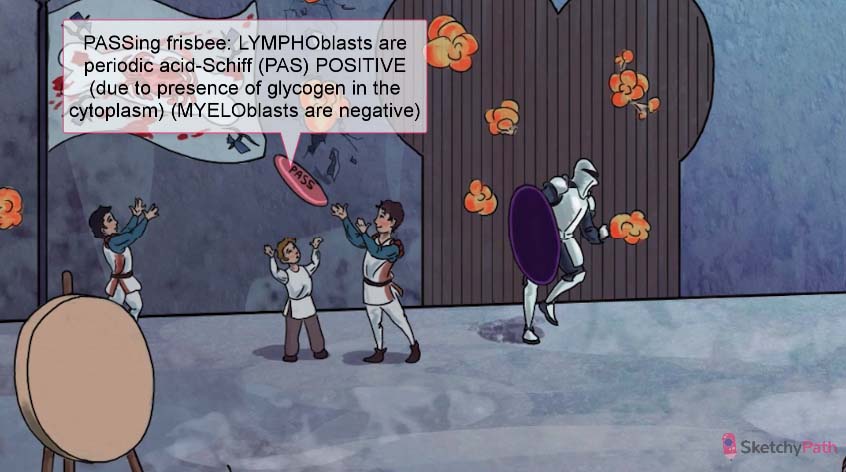 PASSing frisbee: LYMPHOblasts are
periodic acid-Schiff (PAS) POSITIVE
(due to presence of glycogen in the
cytoplasm) (MYELOblasts are negative)
PASS
SketchyPath